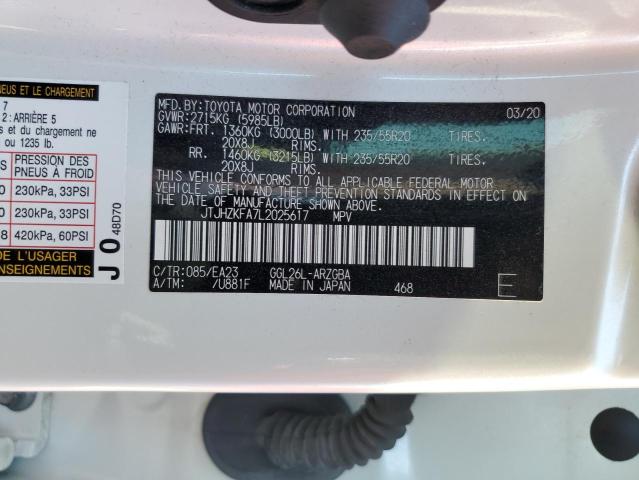 NEUS ET LE CHARGEMENT
7
2 : ARRIÈRE 5
s et du chargement ne
ou 1235 lb.
PRESSION DES
PNEUS À FROID
230kPa, 33PSI
230kPa, 33PSI
420kPa, 60PSI
DE L'USAGER
NSEIGNEMENTS
J O 48D70
MFD. BY: TOYOTA MOTOR CORPORATION 03/20
GVWR: 2715KG (5985LB)
GAWR: FRT. 1360KG (3000LB) WITH 235/55R20 TIRES.
20X8J RIMS.
RR. 1460KG (3215LB) WITH 235/55R20 TIRES.
20X8J RIMS.
THIS VEHICLE CONFORMS TO ALL APPLICABLE FEDERAL MOTOR
VEHICLE SAFETY AND THEFT PREVENTION STANDARDS IN EFFECT ON
THE DATE OF MANUFACTURE SHOWN ABOVE.
JTJHZKFA7L2025617 MPV
C/TR: 085/EA23 GGL26L-ARZGBA
A/TM: /U881F MADE IN JAPAN 468 E